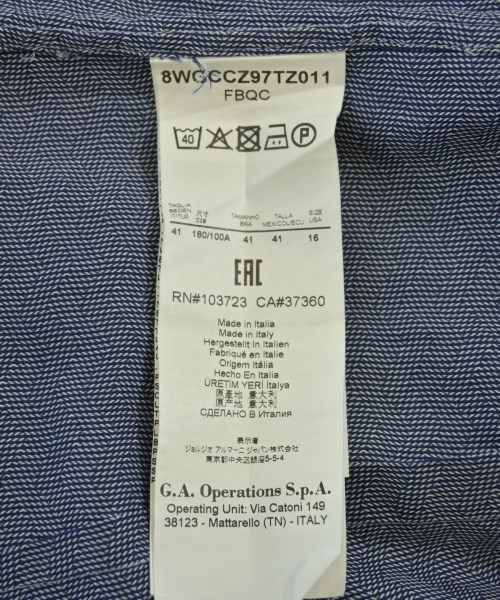 8WGCCZ97TZ011
FBQC
40
P
TAGLIA 尺寸 TAMANHO TALLA SIZE
BRA MEXICO/ECU USA
41 180/100A 41 41 16
EAC
RN#103723 CA#37360
Made in Italia
Made in Italy
Hergestellt in Italien
Fabriqué en Italie
Origem Itália
Hecho En Italia
ÜRETİM YERİ İtalya
原產地 意大利
原产地 意大利
СДЕЛАНО В Италия
表示者
ジョルジオ アルマーニ ジャパン株式会社
東京都中央区銀座5-5-4
G.A. Operations S.p.A.
Operating Unit: Via Catoni 149
38123 - Mattarello (TN) - ITALY